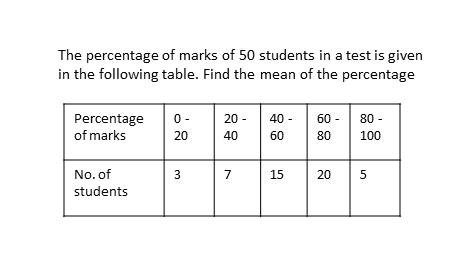 The percentage of marks of 50 students in a test is given
in the following table. Find the mean of the percentage
Percentage of marks 0 - 20 20 - 40 40 - 60 60 - 80 80 - 100
No. of students 3 7 15 20 5